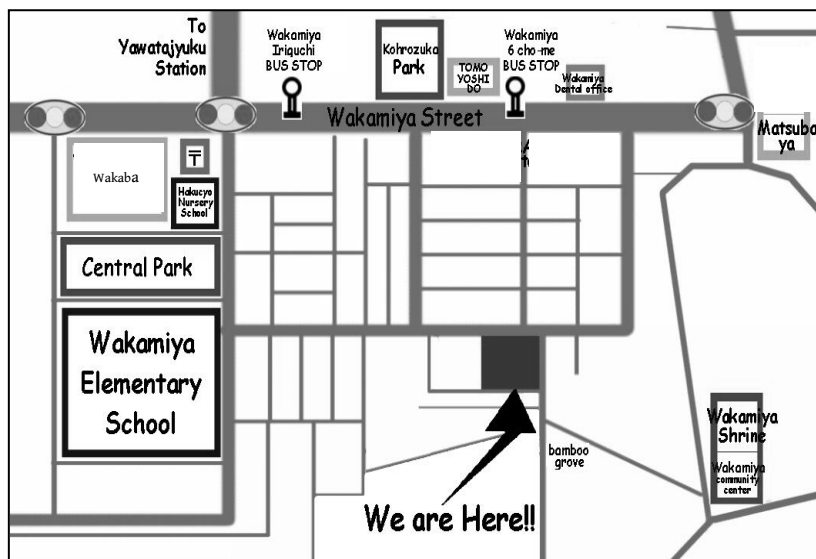 To
Yawatajyuku
Station
Wakamiya
Iriguchi
BUS STOP
Kohrozuka
Park
TOMO
YOSHI
DO
Wakamiya
6 cho-me
BUS STOP
Wakamiya
Dental office
Wakamiya Street
Matsuba
ya
Wakaba
〒
Hakucyo
Nursery
School
Central Park
Wakamiya
Elementary
School
Wakamiya
Shrine
Wakamiya
community
center
bamboo
grove
We are Here!!